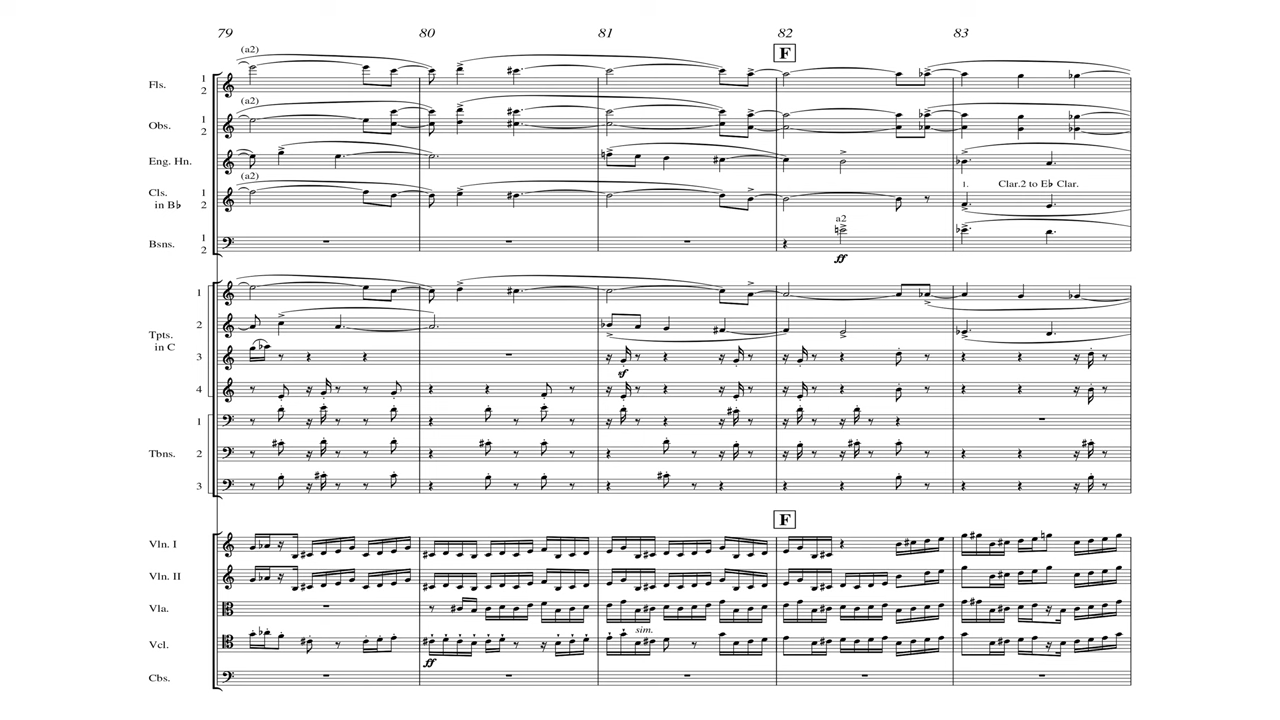 79 80 81 82 83
F
(a2)
Fls. 1 2
(a2)
Obs. 1 2
Eng. Hn.
(a2)
Cls. in B♭ 1 2
1. Clar.2 to E♭ Clar.
a2
Bsns. 1 2
ff
1
2
Tpts. in C
3
sf
4
1
Tbns. 2
3
F
Vln. I
Vln. II
Vla.
sim.
Vcl.
ff
Cbs.